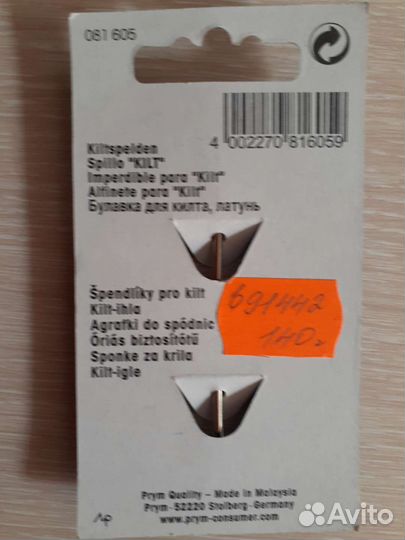 081 605
4 002270 816059
Kiltspelden
Spillo "KILT"
Imperdible para "Kilt"
Alfinete para "Kilt"
Булавка для килта, латунь
Špendlíky pro kilt
Kilt-ihla
Agrafki do spódnic
Óriás biztosítótű
Sponke za krila
Kilt-igle
691442
140
Prym Quality – Made in Malaysia
Prym-52220 Stolberg-Germany
www.prym-consumer.com
Avito